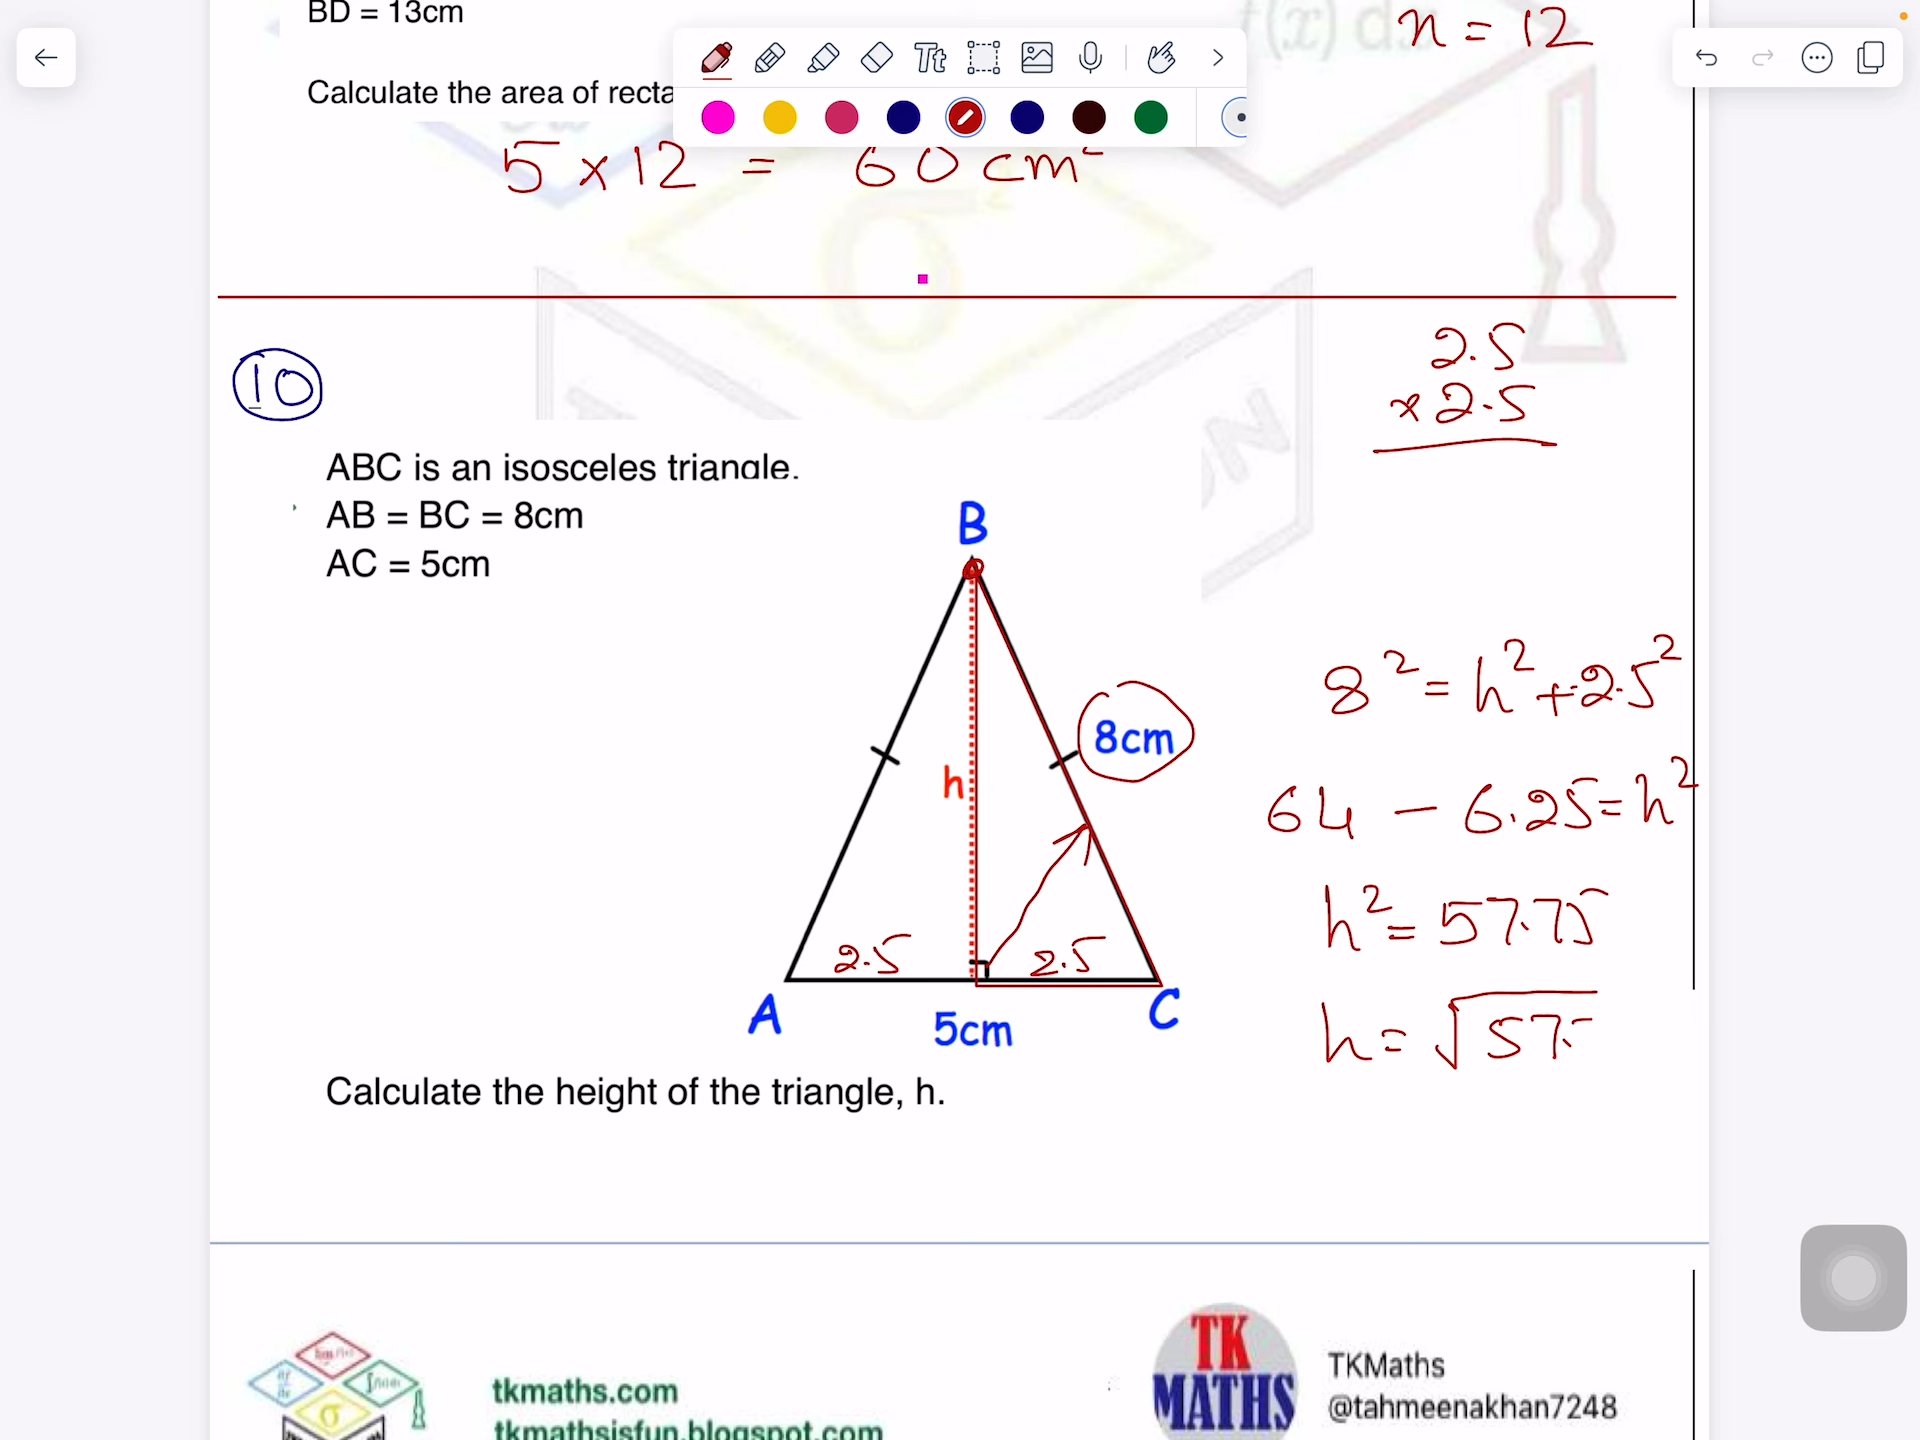 BD = 13cm
n = 12
Tt
Calculate the area of recta
5 × 12 = 60 cm²
10
2.5
× 2.5
ABC is an isosceles triangle.
AB = BC = 8cm
AC = 5cm
B
8² = h² + 2.5²
8cm
h
64 - 6.25 = h²
h² = 57.75
2.5
2.5
A
5cm
C
h = √57.
Calculate the height of the triangle, h.
TK
MATHS
TKMaths
@tahmeenakhan7248
tkmaths.com
tkmathsisfun.blogspot.com
σ